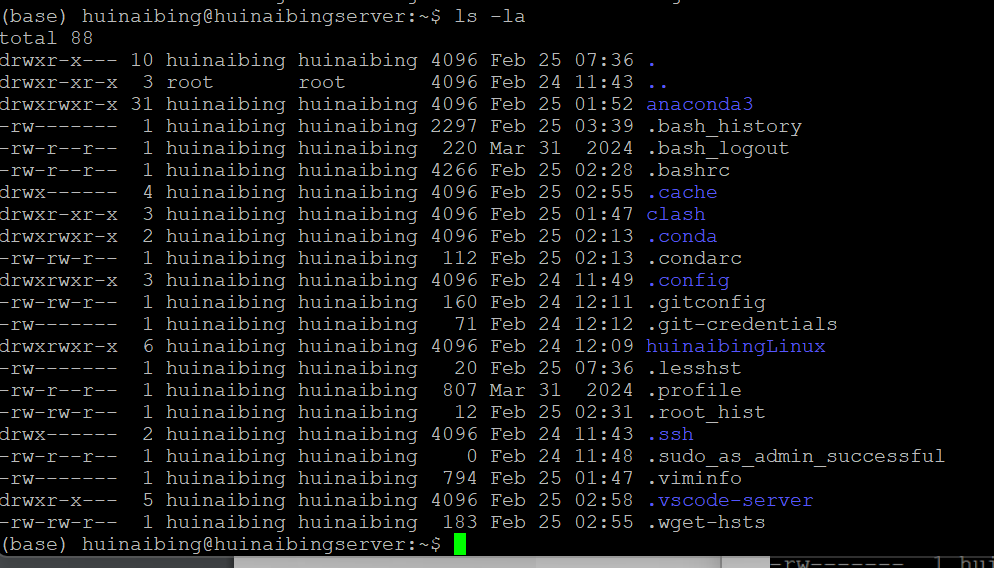 (base) huinaibing@huinaibingserver:~$ ls -la
total 88
drwxr-x--- 10 huinaibing huinaibing 4096 Feb 25 07:36 .
drwxr-xr-x  3 root       root       4096 Feb 24 11:43 ..
drwxrwxr-x 31 huinaibing huinaibing 4096 Feb 25 01:52 anaconda3
-rw-------  1 huinaibing huinaibing 2297 Feb 25 03:39 .bash_history
-rw-r--r--  1 huinaibing huinaibing  220 Mar 31  2024 .bash_logout
-rw-r--r--  1 huinaibing huinaibing 4266 Feb 25 02:28 .bashrc
drwx------  4 huinaibing huinaibing 4096 Feb 25 02:55 .cache
drwxr-xr-x  3 huinaibing huinaibing 4096 Feb 25 01:47 clash
drwxrwxr-x  2 huinaibing huinaibing 4096 Feb 25 02:13 .conda
-rw-r--r--  1 huinaibing huinaibing  112 Feb 25 02:13 .condarc
drwxrwxr-x  3 huinaibing huinaibing 4096 Feb 24 11:49 .config
-rw-rw-r--  1 huinaibing huinaibing  160 Feb 24 12:11 .gitconfig
-rw-------  1 huinaibing huinaibing   71 Feb 24 12:12 .git-credentials
drwxrwxr-x  6 huinaibing huinaibing 4096 Feb 24 12:09 huinaibingLinux
-rw-------  1 huinaibing huinaibing   20 Feb 25 07:36 .lesshst
-rw-r--r--  1 huinaibing huinaibing  807 Mar 31  2024 .profile
-rw-rw-r--  1 huinaibing huinaibing   12 Feb 25 02:31 .root_hist
drwx------  2 huinaibing huinaibing 4096 Feb 24 11:43 .ssh
-rw-r--r--  1 huinaibing huinaibing    0 Feb 24 11:48 .sudo_as_admin_successful
-rw-------  1 huinaibing huinaibing  794 Feb 25 01:47 .viminfo
drwxr-x---  5 huinaibing huinaibing 4096 Feb 25 02:58 .vscode-server
-rw-rw-r--  1 huinaibing huinaibing  183 Feb 25 02:55 .wget-hsts
(base) huinaibing@huinaibingserver:~$